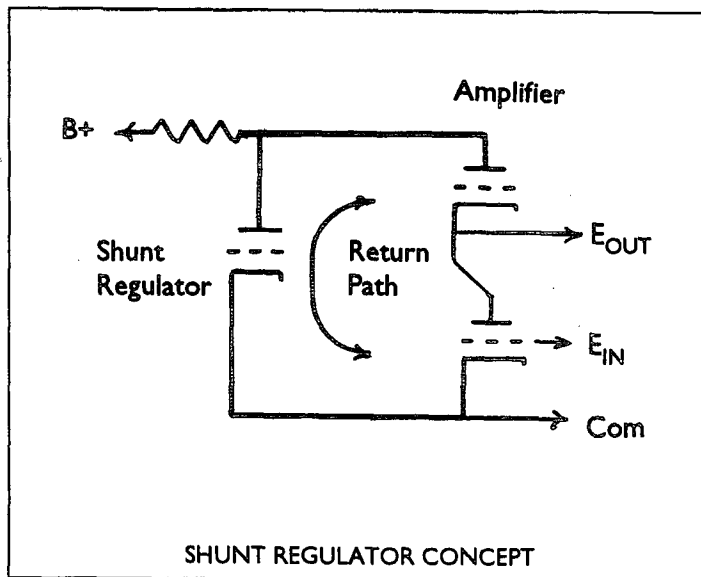 Amplifier
B+
Shunt
Regulator
Return
Path
E_OUT
E_IN
Com
SHUNT REGULATOR CONCEPT